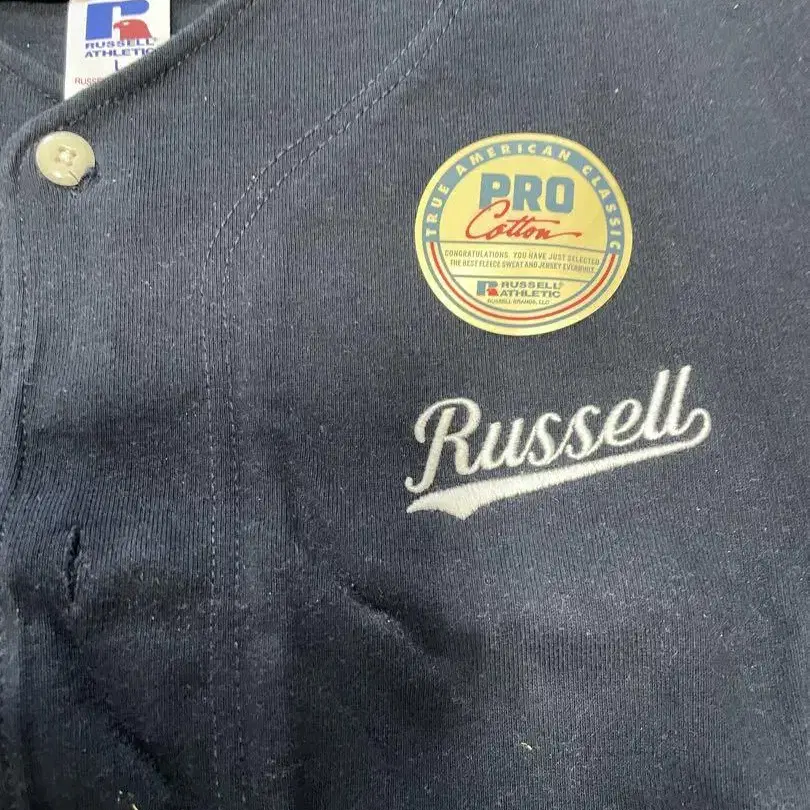 RUSSELL
ATHLETIC
L
TRUE AMERICAN CLASSIC
PRO
Cotton
CONGRATULATIONS. YOU HAVE JUST SELECTED
THE BEST FLEECE SWEAT AND JERSEY EVERBUILT.
RUSSELL
ATHLETIC
RUSSELL BRANDS, LLC
Russell